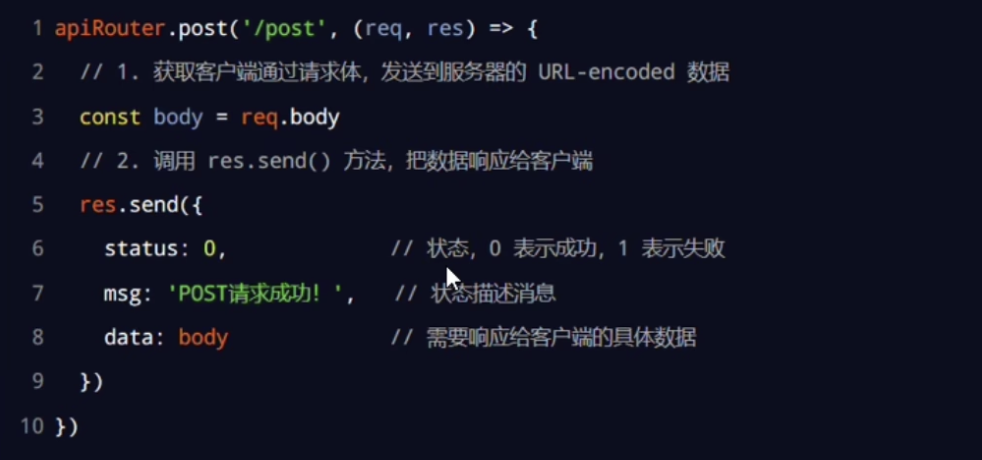 1 apiRouter.post('/post', (req, res) => {
2 // 1. 获取客户端通过请求体，发送到服务器的 URL-encoded 数据
3 const body = req.body
4 // 2. 调用 res.send() 方法，把数据响应给客户端
5 res.send({
6 status: 0, // 状态，0 表示成功，1 表示失败
7 msg: 'POST请求成功！', // 状态描述消息
8 data: body // 需要响应给客户端的具体数据
9 })
10 })